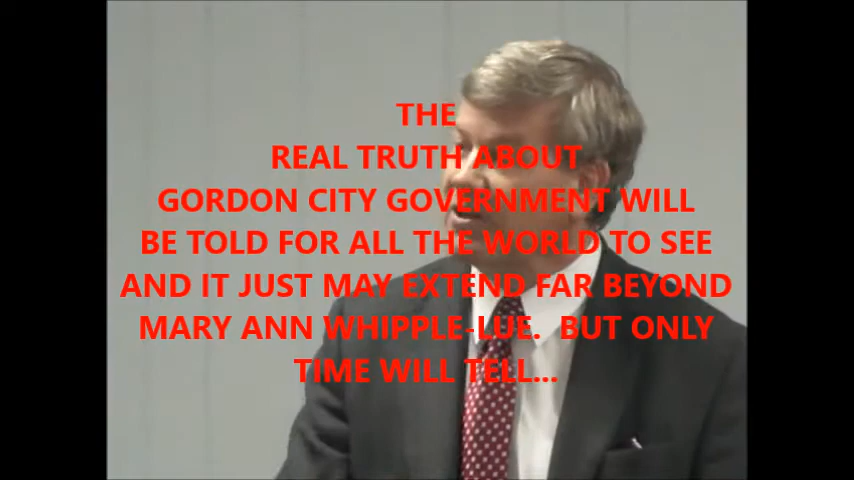 THE
REAL TRUTH ABOUT
GORDON CITY GOVERNMENT WILL
BE TOLD FOR ALL THE WORLD TO SEE
AND IT JUST MAY EXTEND FAR BEYOND
MARY ANN WHIPPLE-LUE.  BUT ONLY
TIME WILL TELL...